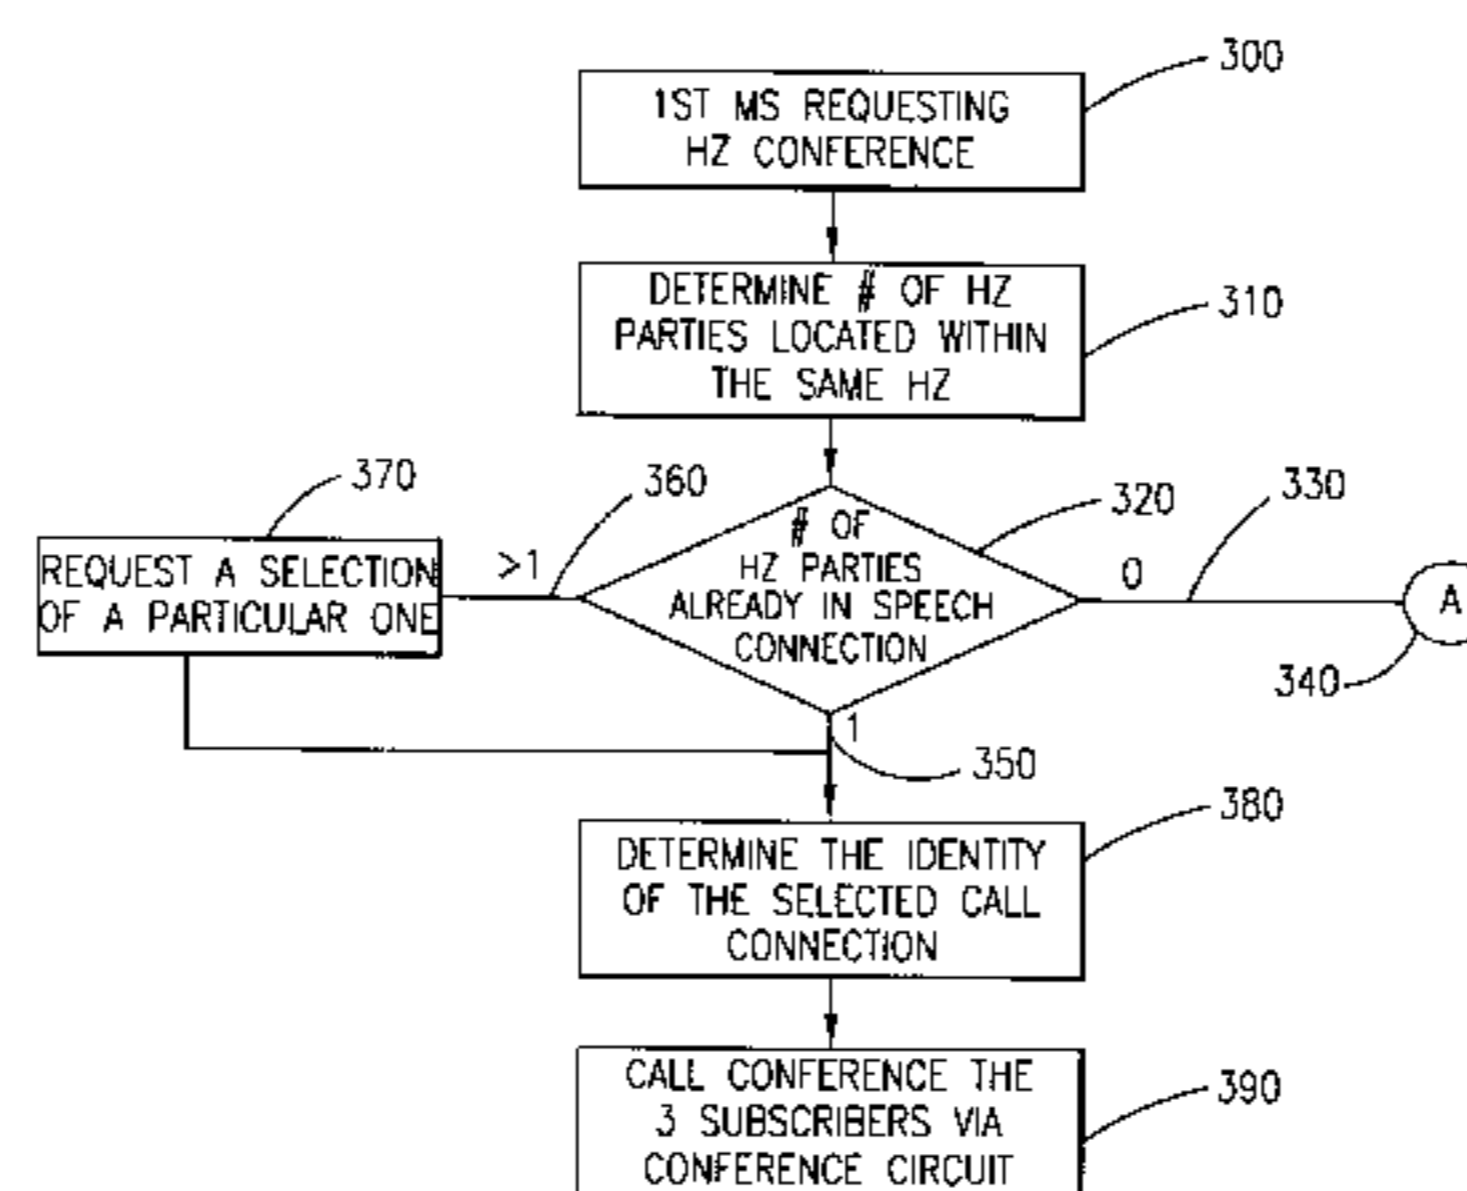 300
1ST MS REQUESTING
HZ CONFERENCE
310
DETERMINE # OF HZ
PARTIES LOCATED WITHIN
THE SAME HZ
370
360
320
330
# OF
HZ PARTIES
ALREADY IN SPEECH
CONNECTION
>1
0
A
REQUEST A SELECTION
OF A PARTICULAR ONE
340
1
350
380
DETERMINE THE IDENTITY
OF THE SELECTED CALL
CONNECTION
390
CALL CONFERENCE THE
3 SUBSCRIBERS VIA
CONFERENCE CIRCUIT